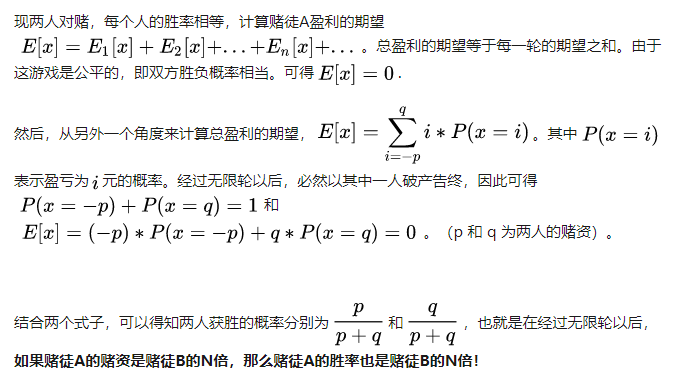 现两人对赌，每个人的胜率相等，计算赌徒A盈利的期望
E[x] = E₁[x] + E₂[x]+...+Eₙ[x]+... 。总盈利的期望等于每一轮的期望之和。由于
这游戏是公平的，即双方胜负概率相当。可得 E[x] = 0 .
然后，从另外一个角度来计算总盈利的期望， E[x] = ∑_{i=-p}^{q} i * P(x = i) 。其中 P(x = i)
表示盈亏为 i 元的概率。经过无限轮以后，必然以其中一人破产告终，因此可得
P(x = -p) + P(x = q) = 1 和
E[x] = (-p) * P(x = -p) + q * P(x = q) = 0 。（p 和 q 为两人的赌资）。
结合两个式子，可以得知两人获胜的概率分别为 p/(p + q) 和 q/(p + q) ，也就是在经过无限轮以后，
如果赌徒A的赌资是赌徒B的N倍，那么赌徒A的胜率也是赌徒B的N倍！